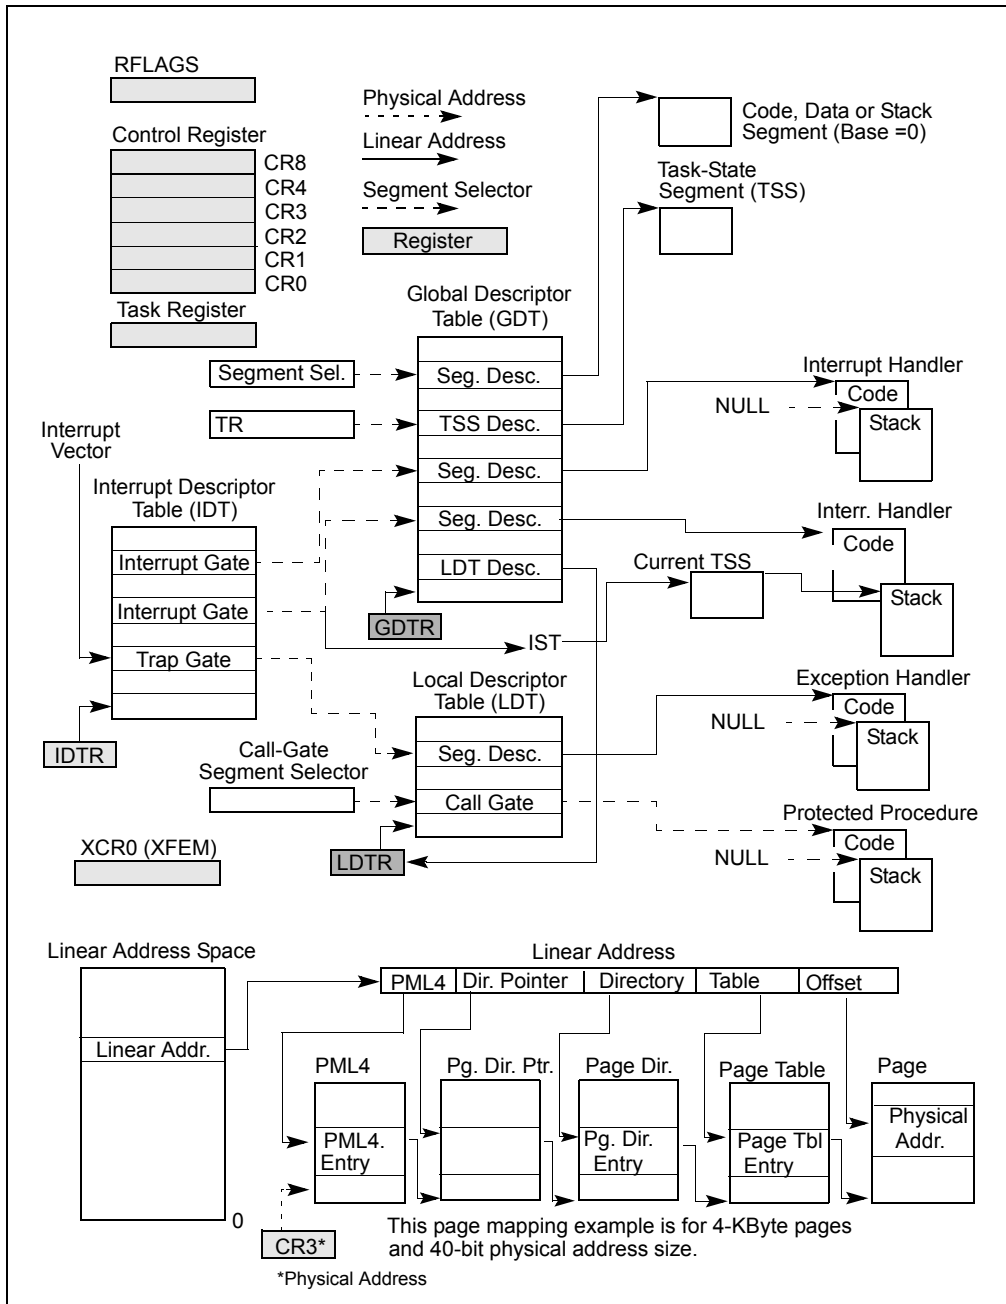 RFLAGS
Control Register
CR8
CR4
CR3
CR2
CR1
CR0
Task Register
Physical Address
Linear Address
Segment Selector
Register
Code, Data or Stack
Segment (Base =0)
Task-State
Segment (TSS)
Global Descriptor
Table (GDT)
Segment Sel.
Seg. Desc.
TR
TSS Desc.
Seg. Desc.
Seg. Desc.
LDT Desc.
GDTR
Interrupt Handler
Code
NULL
Stack
Interrupt
Vector
Interrupt Descriptor
Table (IDT)
Interrupt Gate
Interrupt Gate
Trap Gate
IDTR
Interr. Handler
Code
Current TSS
Stack
IST
Local Descriptor
Table (LDT)
Seg. Desc.
Call-Gate
Segment Selector
Call Gate
LDTR
Exception Handler
Code
NULL
Stack
Protected Procedure
Code
NULL
Stack
XCR0 (XFEM)
Linear Address Space
Linear Addr.
0
Linear Address
PML4 Dir. Pointer Directory Table Offset
PML4 Pg. Dir. Ptr. Page Dir. Page Table Page
PML4.
Entry
Pg. Dir.
Entry
Page Tbl
Entry
Physical
Addr.
CR3*
This page mapping example is for 4-KByte pages
and 40-bit physical address size.
*Physical Address